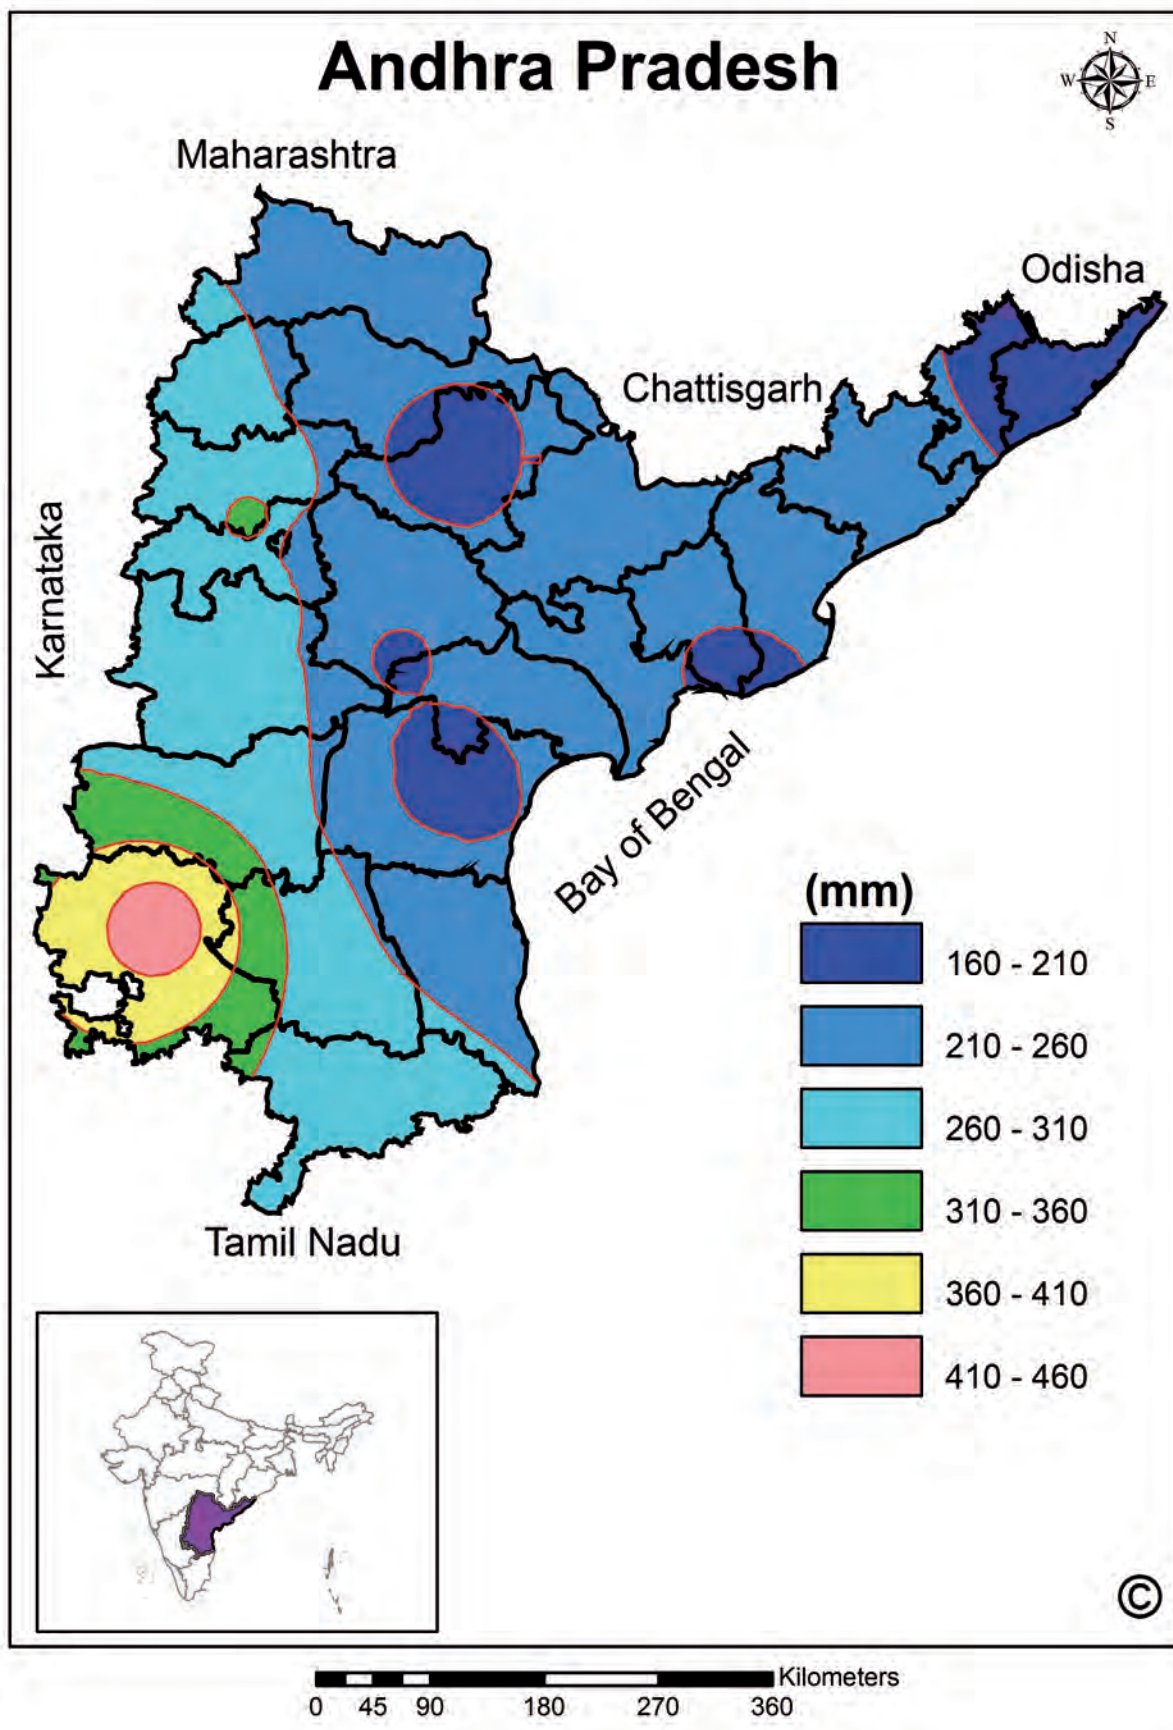 Andhra Pradesh
N
W E
S
Maharashtra
Odisha
Chattisgarh
Karnataka
Bay of Bengal
Tamil Nadu
(mm)
160 - 210
210 - 260
260 - 310
310 - 360
360 - 410
410 - 460
©
Kilometers
0 45 90 180 270 360